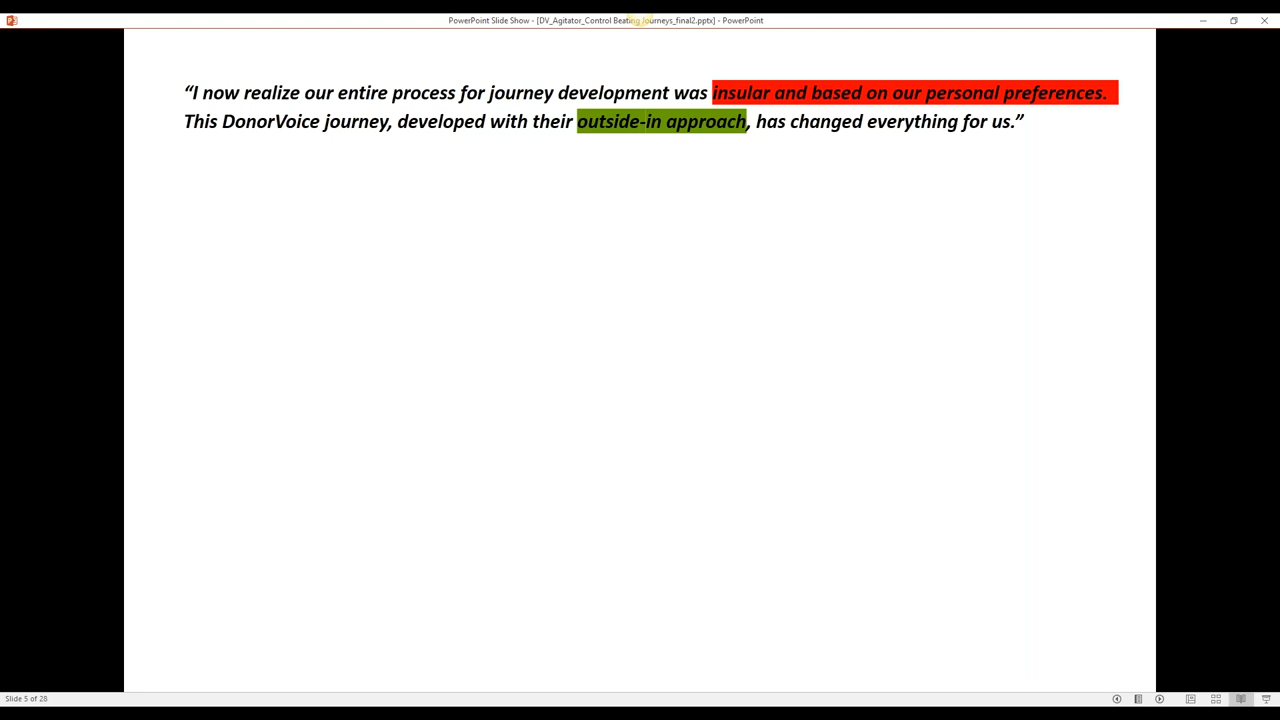 PowerPoint Slide Show - [DV_Agitator_Control Beating Journeys_final2.pptx] - PowerPoint
“I now realize our entire process for journey development was insular and based on our personal preferences.
This DonorVoice journey, developed with their outside-in approach, has changed everything for us.”
Slide 5 of 28